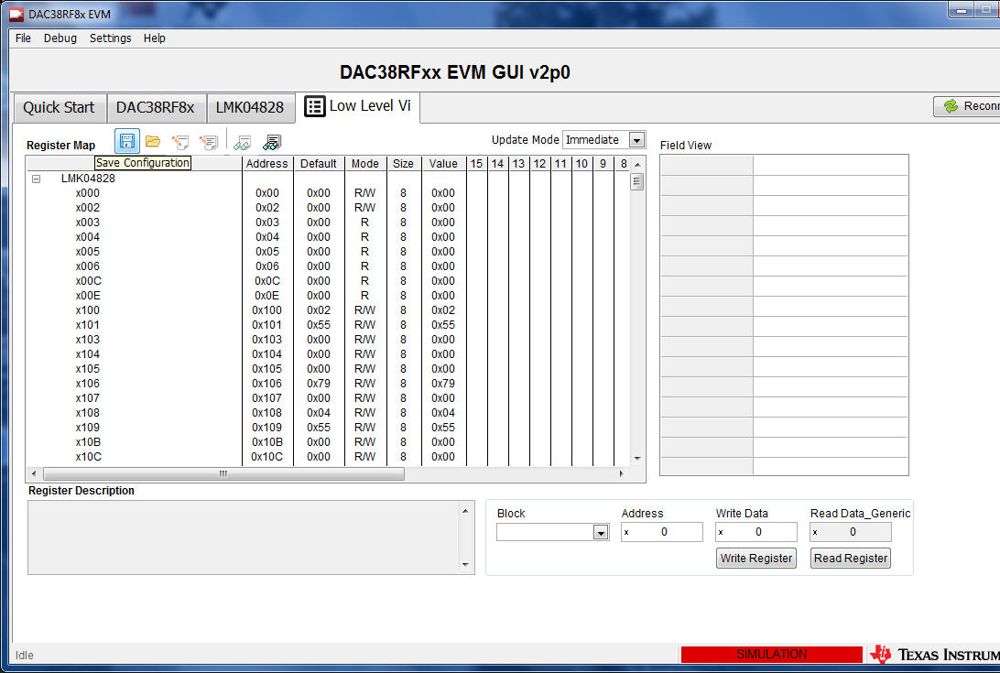 DAC38RF8x EVM
File Debug Settings Help
DAC38RFxx EVM GUI v2p0
Quick Start DAC38RF8x LMK04828 Low Level Vi Reconn
Register Map Update Mode Immediate Field View
Save Configuration
Address Default Mode Size Value 15 14 13 12 11 10 9 8
LMK04828
x000 0x00 0x00 R/W 8 0x00
x002 0x02 0x00 R/W 8 0x00
x003 0x03 0x00 R 8 0x00
x004 0x04 0x00 R 8 0x00
x005 0x05 0x00 R 8 0x00
x006 0x06 0x00 R 8 0x00
x00C 0x0C 0x00 R 8 0x00
x00E 0x0E 0x00 R 8 0x00
x100 0x100 0x02 R/W 8 0x02
x101 0x101 0x55 R/W 8 0x55
x103 0x103 0x00 R/W 8 0x00
x104 0x104 0x00 R/W 8 0x00
x105 0x105 0x00 R/W 8 0x00
x106 0x106 0x79 R/W 8 0x79
x107 0x107 0x00 R/W 8 0x00
x108 0x108 0x04 R/W 8 0x04
x109 0x109 0x55 R/W 8 0x55
x10B 0x10B 0x00 R/W 8 0x00
x10C 0x10C 0x00 R/W 8 0x00
Register Description
Block Address Write Data Read Data_Generic
x 0 x 0 x 0
Write Register Read Register
Idle SIMULATION TEXAS INSTRUM